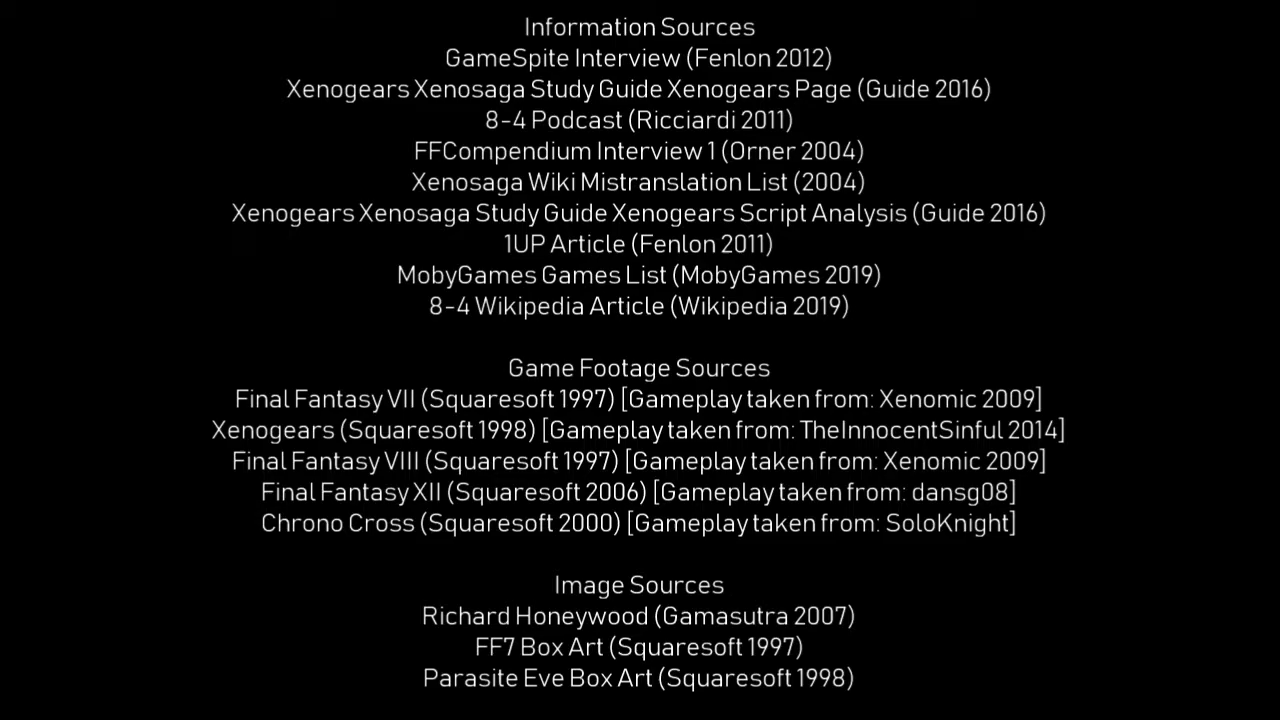 Information Sources
GameSpite Interview (Fenlon 2012)
Xenogears Xenosaga Study Guide Xenogears Page (Guide 2016)
8-4 Podcast (Ricciardi 2011)
FFCompendium Interview 1 (Orner 2004)
Xenosaga Wiki Mistranslation List (2004)
Xenogears Xenosaga Study Guide Xenogears Script Analysis (Guide 2016)
1UP Article (Fenlon 2011)
MobyGames Games List (MobyGames 2019)
8-4 Wikipedia Article (Wikipedia 2019)
Game Footage Sources
Final Fantasy VII (Squaresoft 1997) [Gameplay taken from: Xenomic 2009]
Xenogears (Squaresoft 1998) [Gameplay taken from: TheInnocentSinful 2014]
Final Fantasy VIII (Squaresoft 1997) [Gameplay taken from: Xenomic 2009]
Final Fantasy XII (Squaresoft 2006) [Gameplay taken from: dansg08]
Chrono Cross (Squaresoft 2000) [Gameplay taken from: SoloKnight]
Image Sources
Richard Honeywood (Gamasutra 2007)
FF7 Box Art (Squaresoft 1997)
Parasite Eve Box Art (Squaresoft 1998)